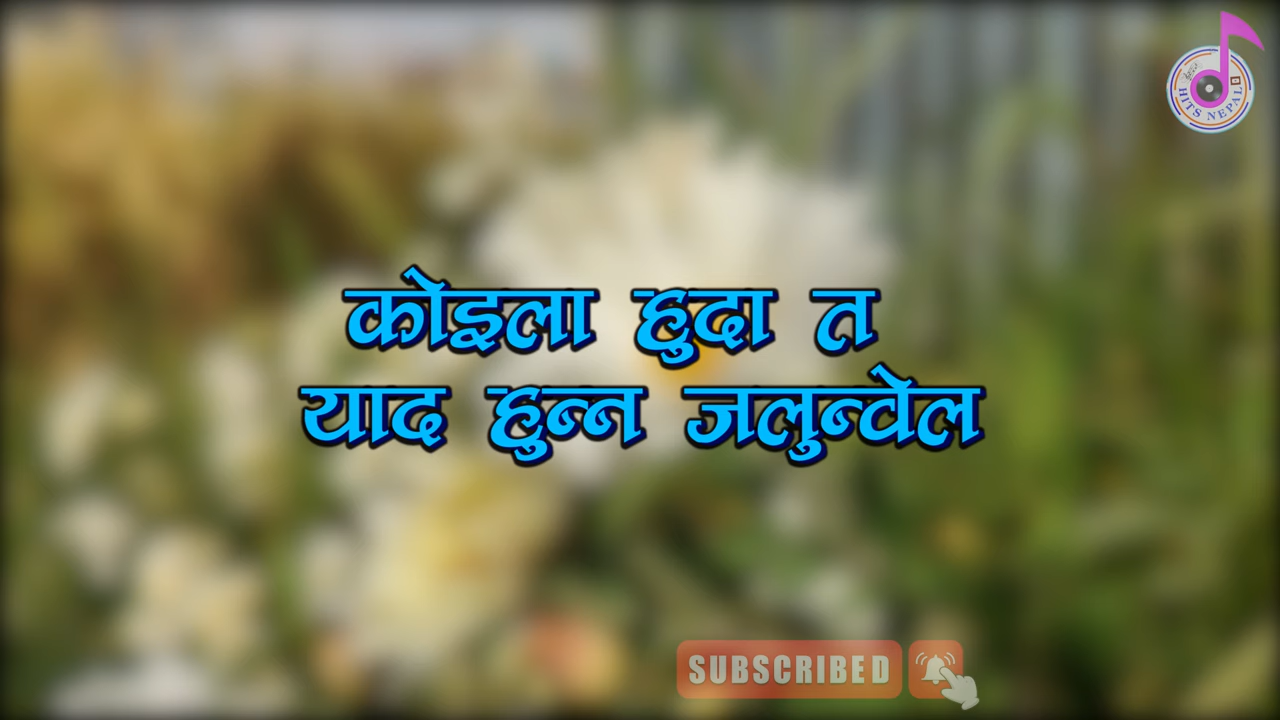 HITS NEPAL
कोइला हुदा त
याद हुन्न जलुन्वेल
SUBSCRIBED